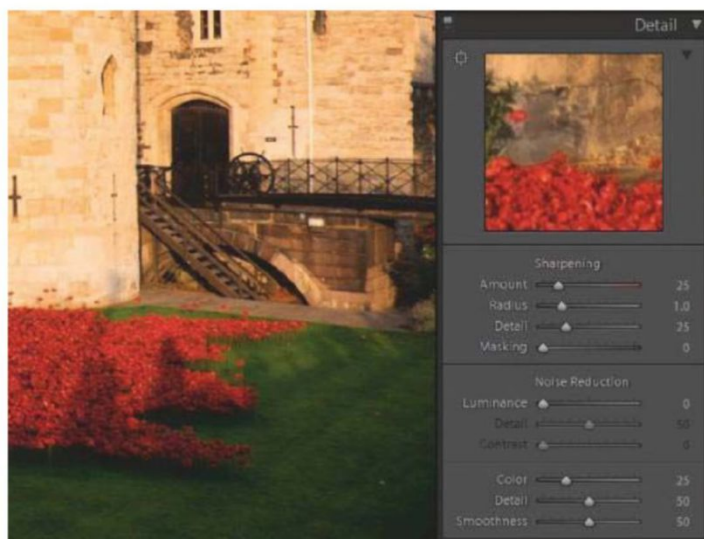 Detail
Sharpening
Amount 25
Radius 1.0
Detail 25
Masking 0
Noise Reduction
Luminance 0
Detail 50
Contrast 0
Color 25
Detail 50
Smoothness 50